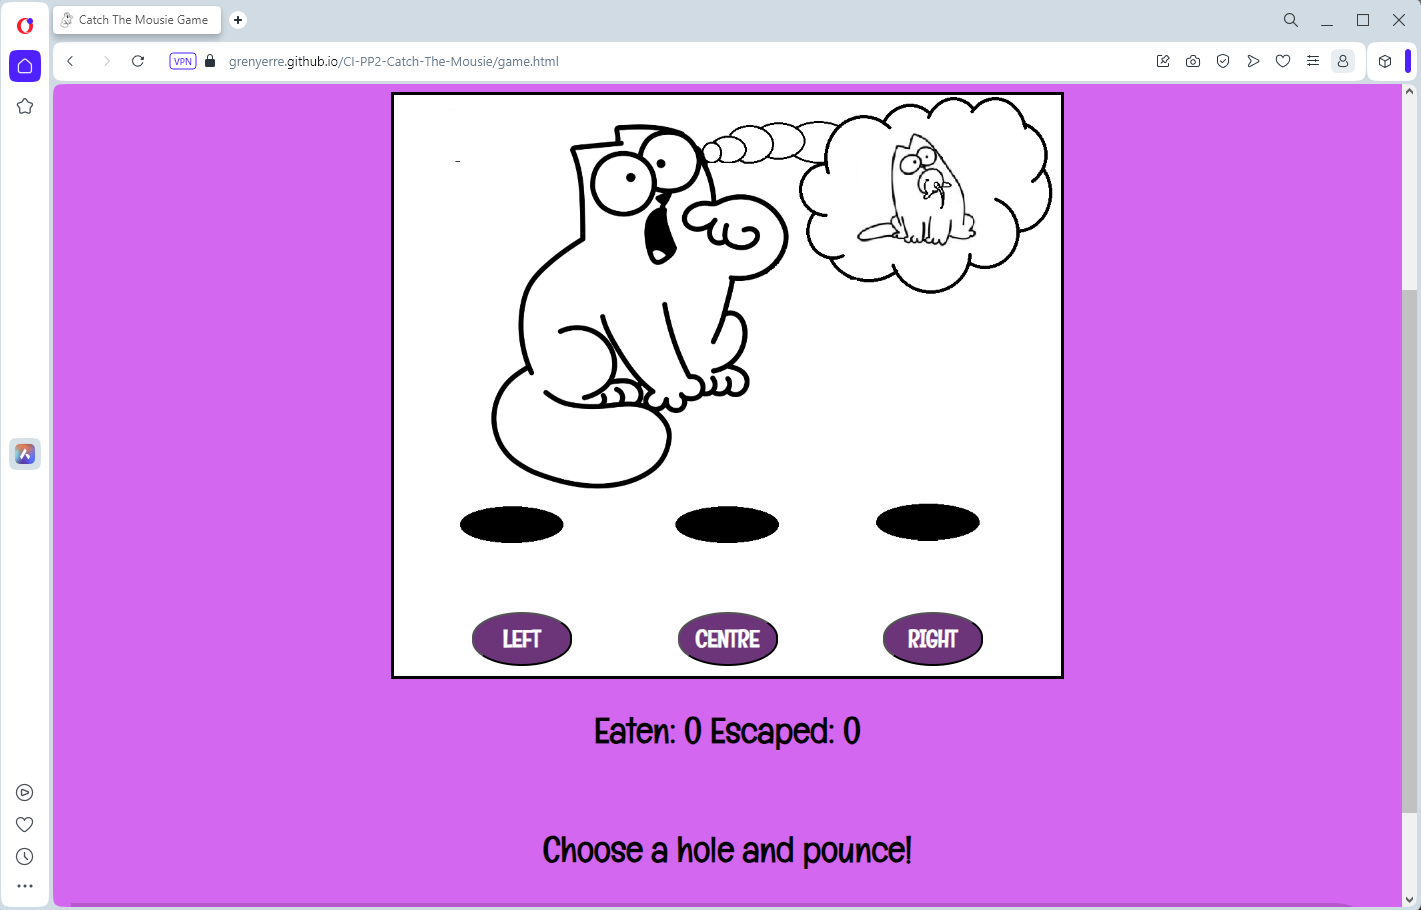 Catch The Mousie Game
VPN
grenyerre.github.io/CI-PP2-Catch-The-Mousie/game.html
LEFT
CENTRE
RIGHT
Eaten: 0 Escaped: 0
Choose a hole and pounce!